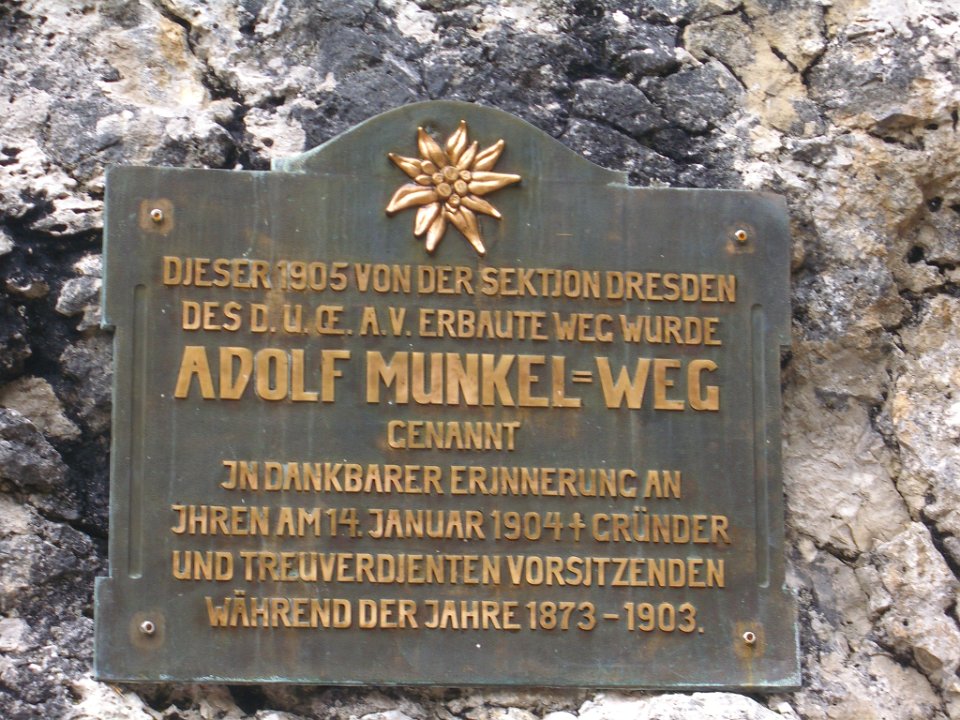 DJESER 1905 VON DER SEKTJON DRESDEN
DES D. U. Œ. A.V. ERBAUTE WEG WURDE
ADOLF MUNKEL=WEG
GENANNT
JN DANKBARER ERJNNERUNG AN
JHREN AM 14. JANUAR 1904 † GRÜNDER
UND TREUVERDJENTEN VORSJTZENDEN
WÄHREND DER JAHRE 1873 – 1903.